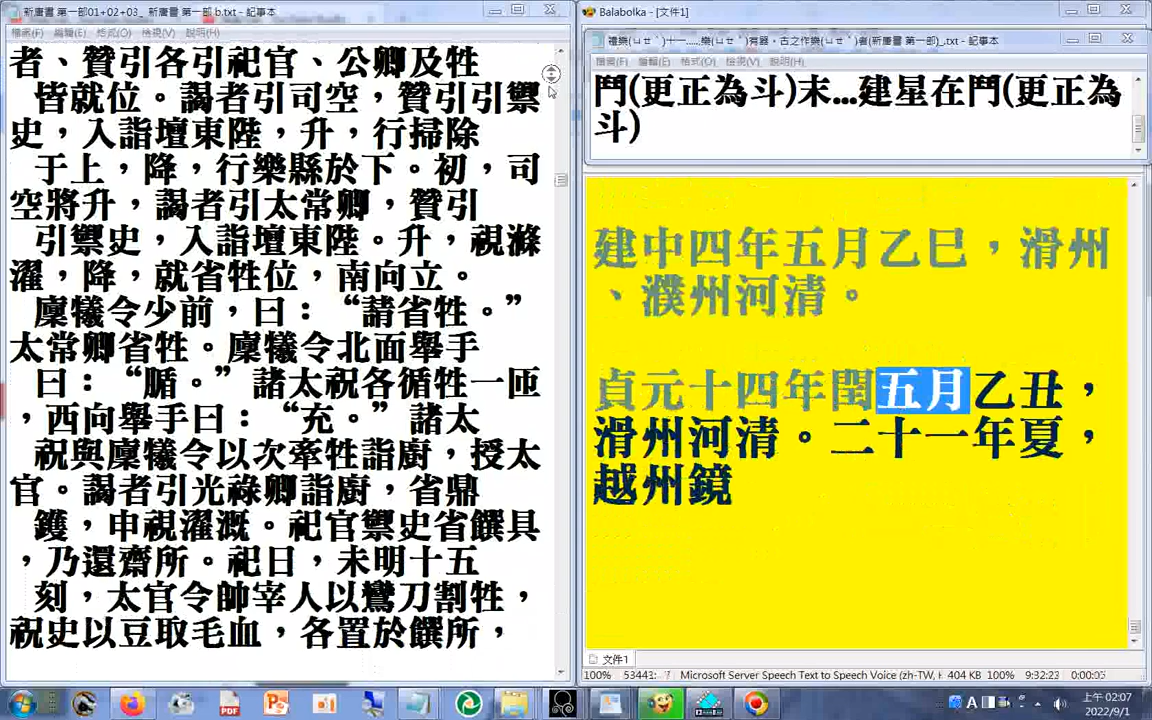 新唐書 第一部01+02+03_ 新唐書 第一部 b.txt - 記事本
檔案(F) 編輯(E) 格式(O) 檢視(V) 說明(H)
者、贊引各引祀官、公卿及牲
皆就位。謁者引司空，贊引引禦
史，入詣壇東陛，升，行掃除
于上，降，行樂縣於下。初，司
空將升，謁者引太常卿，贊引
引禦史，入詣壇東陛。升，視滌
濯，降，就省牲位，南向立。
廩犧令少前，曰：“請省牲。”
太常卿省牲。廩犧令北面舉手
曰：“腯。” 諸太祝各循牲一匝
，西向舉手曰：“充。” 諸太
祝與廩犧令以次牽牲詣廚，授太
官。謁者引光祿卿詣廚，省鼎
鑊，申視濯溉。祀官禦史省饌具
，乃還齋所。祀日，未明十五
刻，太官令帥宰人以鸞刀割牲，
祝史以豆取毛血，各置於饌所，
Balabolka - [文件1]
禮樂(ㄩㄝˋ)十一......樂(ㄩㄝˋ)有器，古之作樂(ㄩㄝˋ)者(新唐書 第一部)_.txt - 記事本
檔案(F) 編輯(E) 格式(O) 檢視(V) 說明(H)
鬥(更正為斗)末...建星在鬥(更正為
斗)
建中四年五月乙巳，滑州
、濮州河清。
貞元十四年閏五月乙丑，
滑州河清。二十一年夏，
越州鏡
文件1
100% Microsoft Server Speech Text to Speech Voice (zh-TW, 404 KB 100% 9:32:23
上午 02:07
2022/9/1